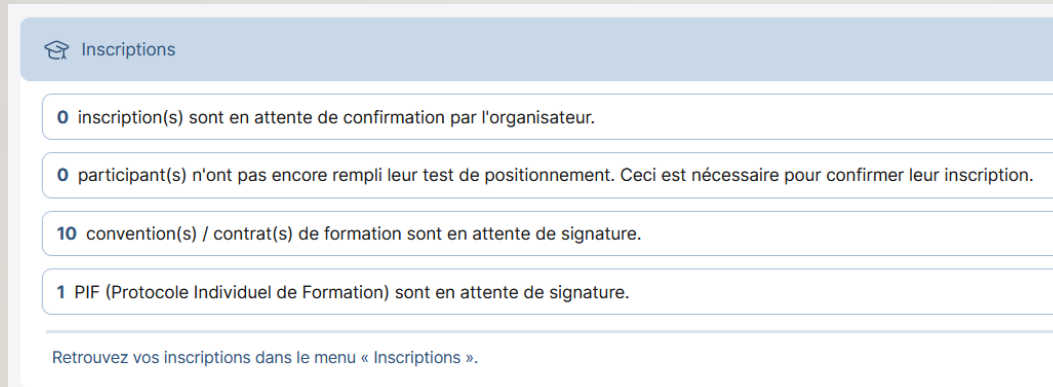 Inscriptions
0 inscription(s) sont en attente de confirmation par l'organisateur.
0 participant(s) n'ont pas encore rempli leur test de positionnement. Ceci est nécessaire pour confirmer leur inscription.
10 convention(s) / contrat(s) de formation sont en attente de signature.
1 PIF (Protocole Individuel de Formation) sont en attente de signature.
Retrouvez vos inscriptions dans le menu « Inscriptions ».